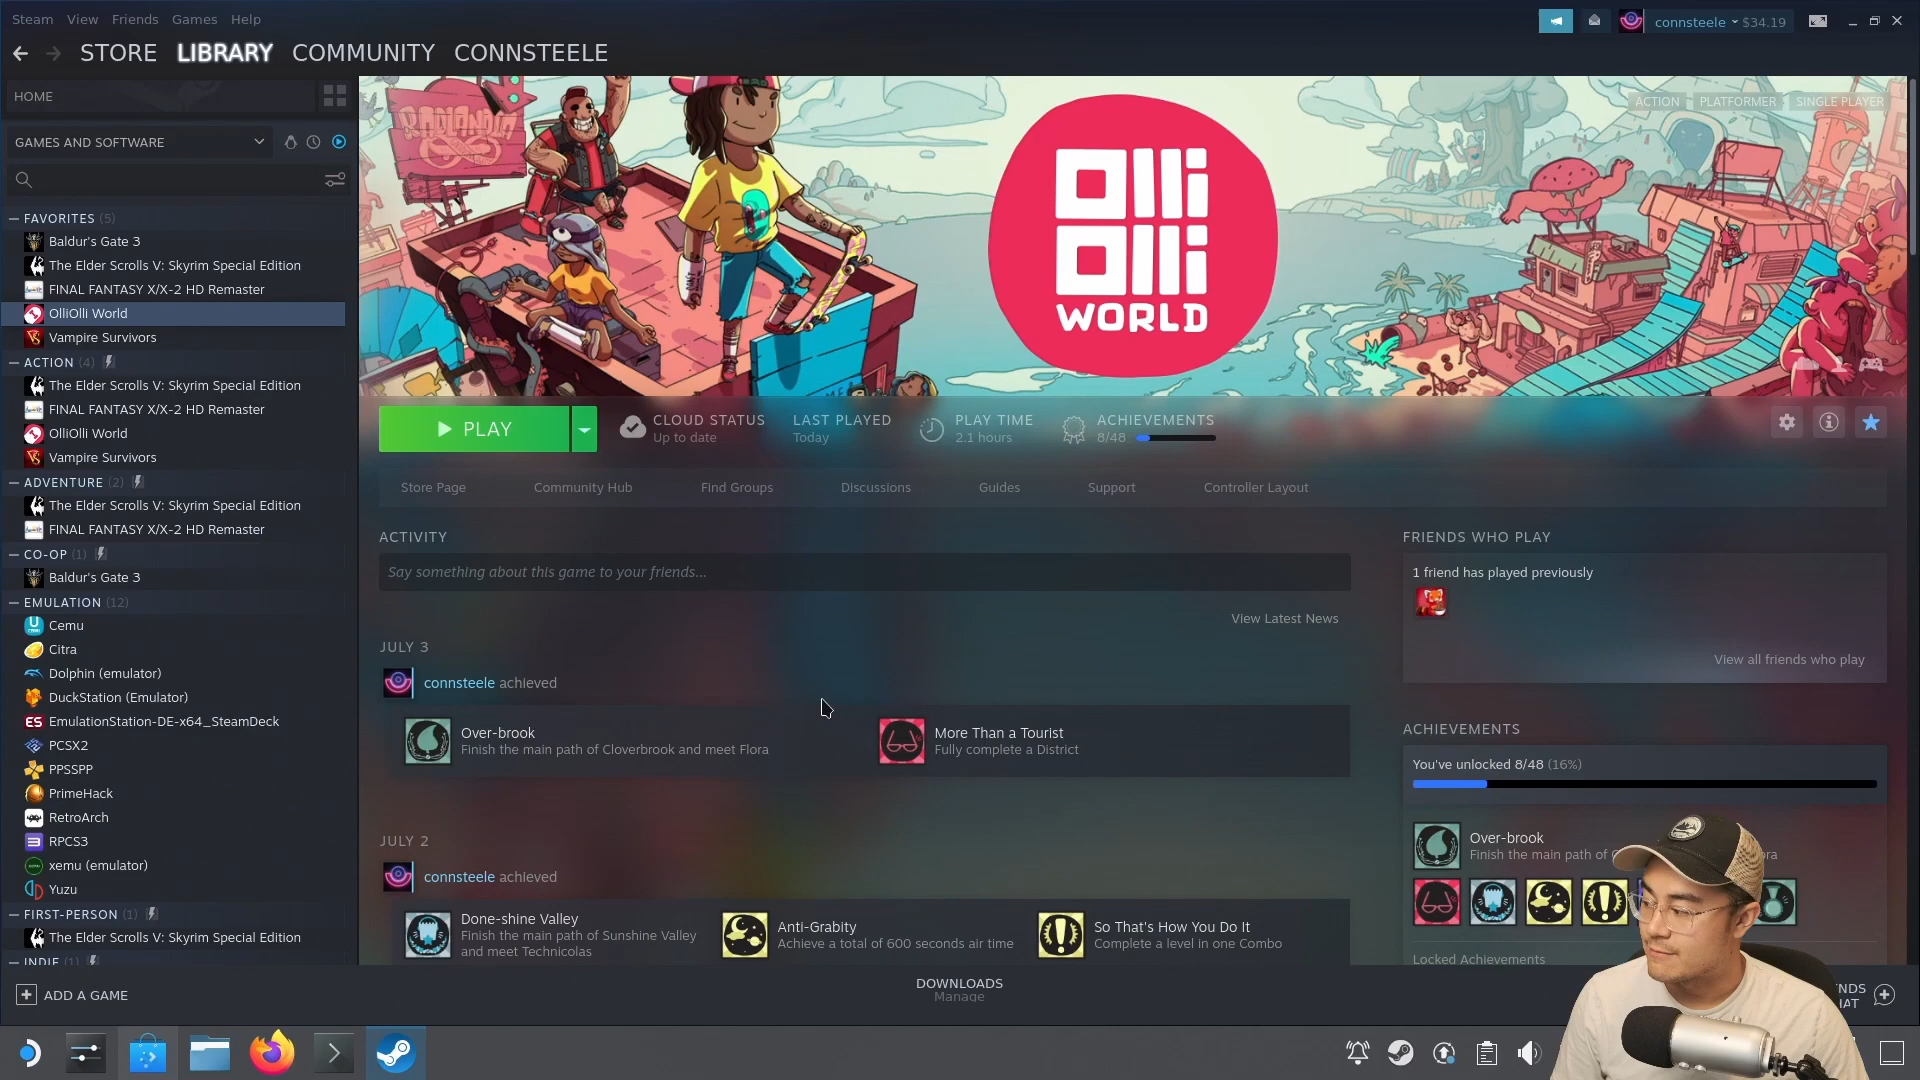 Steam View Friends Games Help
connsteele $34.19
STORE LIBRARY COMMUNITY CONNSTEELE
HOME
GAMES AND SOFTWARE
FAVORITES (5)
Baldur's Gate 3
The Elder Scrolls V: Skyrim Special Edition
FINAL FANTASY X/X-2 HD Remaster
OlliOlli World
Vampire Survivors
ACTION (4)
The Elder Scrolls V: Skyrim Special Edition
FINAL FANTASY X/X-2 HD Remaster
OlliOlli World
Vampire Survivors
ADVENTURE (2)
The Elder Scrolls V: Skyrim Special Edition
FINAL FANTASY X/X-2 HD Remaster
CO-OP (1)
Baldur's Gate 3
EMULATION (12)
Cemu
Citra
Dolphin (emulator)
DuckStation (Emulator)
ES EmulationStation-DE-x64_SteamDeck
PCSX2
PPSSPP
PrimeHack
RetroArch
RPCS3
xemu (emulator)
Yuzu
FIRST-PERSON (1)
The Elder Scrolls V: Skyrim Special Edition
INDIE (1)
ADD A GAME
RADLANDIA
ACTION PLATFORMER SINGLE PLAYER
Olli
Olli
WORLD
PLAY
CLOUD STATUS
Up to date
LAST PLAYED
Today
PLAY TIME
2.1 hours
ACHIEVEMENTS
8/48
Store Page Community Hub Find Groups Discussions Guides Support Controller Layout
ACTIVITY
Say something about this game to your friends...
View Latest News
JULY 3
connsteele achieved
Over-brook
Finish the main path of Cloverbrook and meet Flora
More Than a Tourist
Fully complete a District
JULY 2
connsteele achieved
Done-shine Valley
Finish the main path of Sunshine Valley
and meet Technicolas
Anti-Grabity
Achieve a total of 600 seconds air time
So That's How You Do It
Complete a level in one Combo
FRIENDS WHO PLAY
1 friend has played previously
View all friends who play
ACHIEVEMENTS
You've unlocked 8/48 (16%)
Over-brook
Finish the main path of
Locked Achievements
DOWNLOADS
Manage